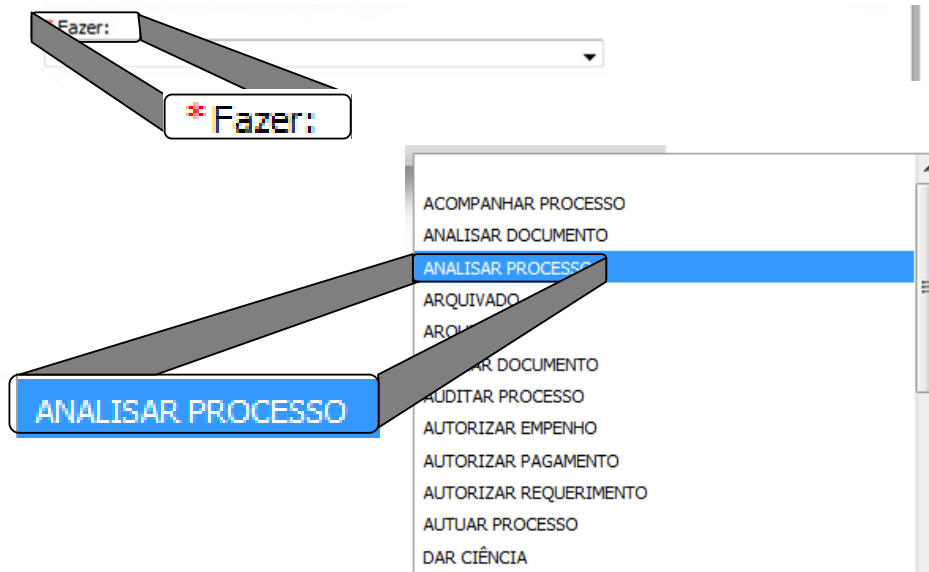 *Fazer:
*Fazer:
ACOMPANHAR PROCESSO
ANALISAR DOCUMENTO
ANALISAR PROCESSO
ARQUIVADO
DOCUMENTO
AUDITAR PROCESSO
ANALISAR PROCESSO
AUTORIZAR EMPENHO
AUTORIZAR PAGAMENTO
AUTORIZAR REQUERIMENTO
AUTUAR PROCESSO
DAR CIÊNCIA